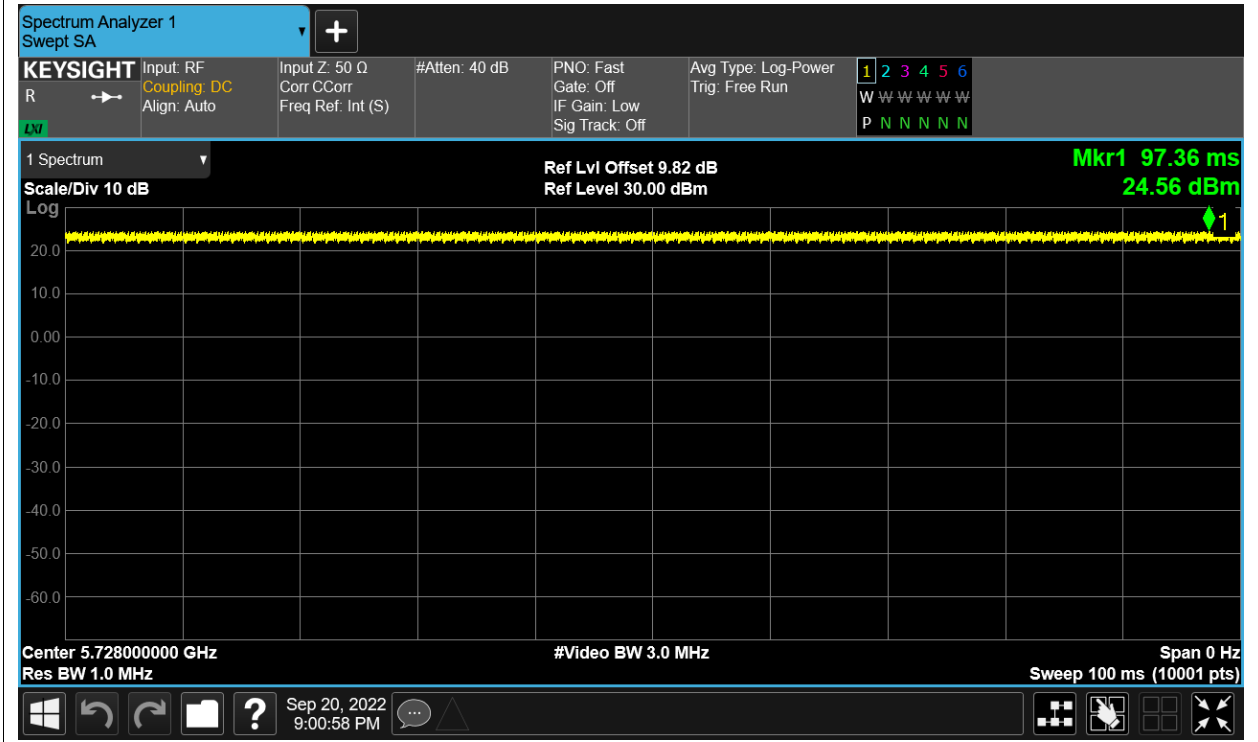 Spectrum Analyzer 1
Swept SA
KEYSIGHT
R
LXI
Input: RF
Coupling: DC
Align: Auto
Input Z: 50 Ω
Corr CCorr
Freq Ref: Int (S)
#Atten: 40 dB
PNO: Fast
Gate: Off
IF Gain: Low
Sig Track: Off
Avg Type: Log-Power
Trig: Free Run
1 2 3 4 5 6
W W W W W W
P N N N N N
1 Spectrum
Scale/Div 10 dB
Ref Lvl Offset 9.82 dB
Ref Level 30.00 dBm
Mkr1 97.36 ms
24.56 dBm
Log
1
20.0
10.0
0.00
-10.0
-20.0
-30.0
-40.0
-50.0
-60.0
Center 5.728000000 GHz
#Video BW 3.0 MHz
Span 0 Hz
Res BW 1.0 MHz
Sweep 100 ms (10001 pts)
?
Sep 20, 2022
9:00:58 PM